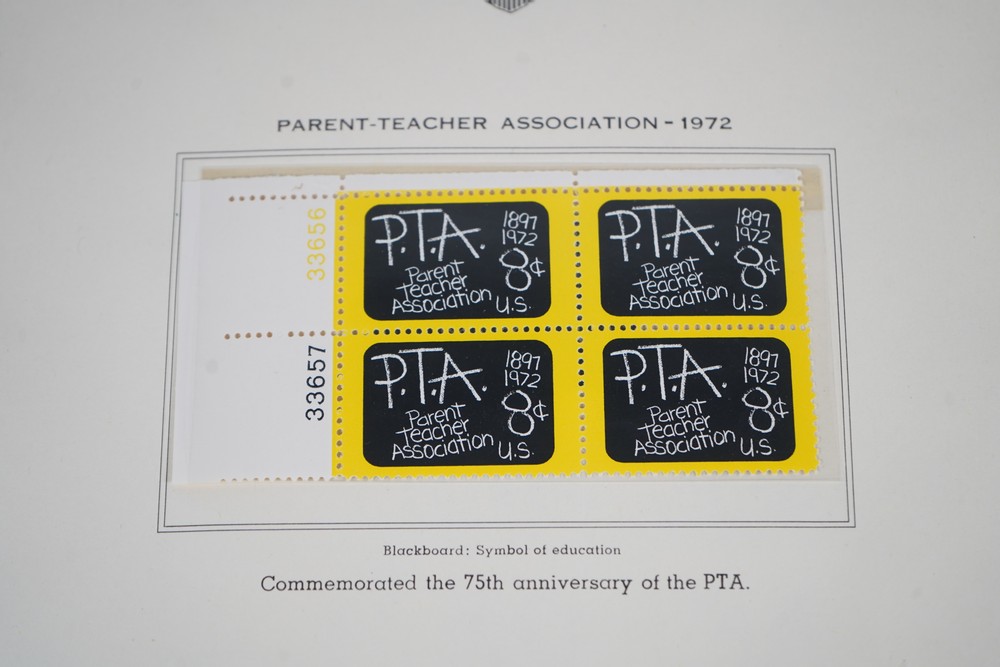 PARENT-TEACHER ASSOCIATION - 1972
33656
33657
P.T.A.
1897
1972
8¢
Parent
Teacher
Association
U.S.
P.T.A.
1897
1972
8¢
Parent
Teacher
Association
U.S.
P.T.A.
1897
1972
8¢
Parent
Teacher
Association
U.S.
P.T.A.
1897
1972
8¢
Parent
Teacher
Association
U.S.
Blackboard: Symbol of education
Commemorated the 75th anniversary of the PTA.